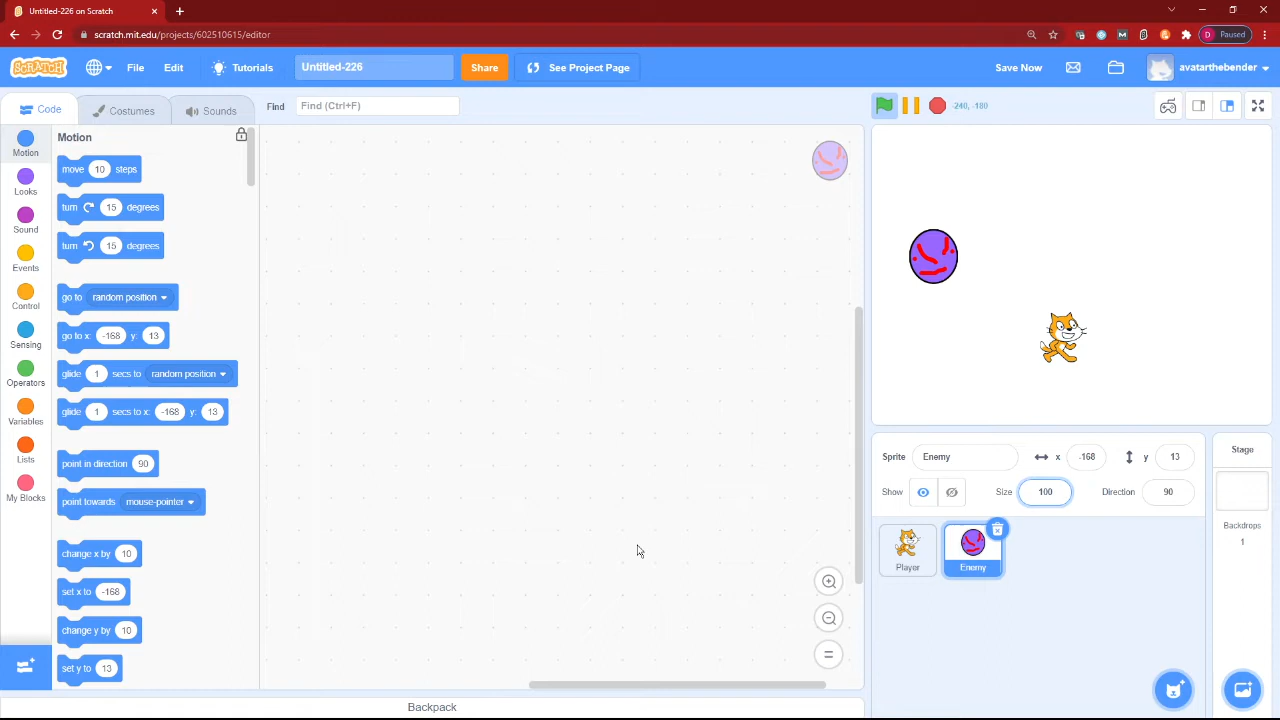 Untitled-226 on Scratch
scratch.mit.edu/projects/602510615/editor
D Paused
SCRATCH
File Edit Tutorials Untitled-226 Share See Project Page Save Now avatarthebender
Code Costumes Sounds Find Find (Ctrl+F) -240, -180
Motion
Looks
Sound
Events
Control
Sensing
Operators
Variables
Lists
My Blocks
Motion
move 10 steps
turn 15 degrees
turn 15 degrees
go to random position
go to x: -168 y: 13
glide 1 secs to random position
glide 1 secs to x: -168 y: 13
point in direction 90
point towards mouse-pointer
change x by 10
set x to -168
change y by 10
set y to 13
Sprite Enemy x -168 y 13
Show Size 100 Direction 90
Player
Enemy
Stage
Backdrops
1
Backpack